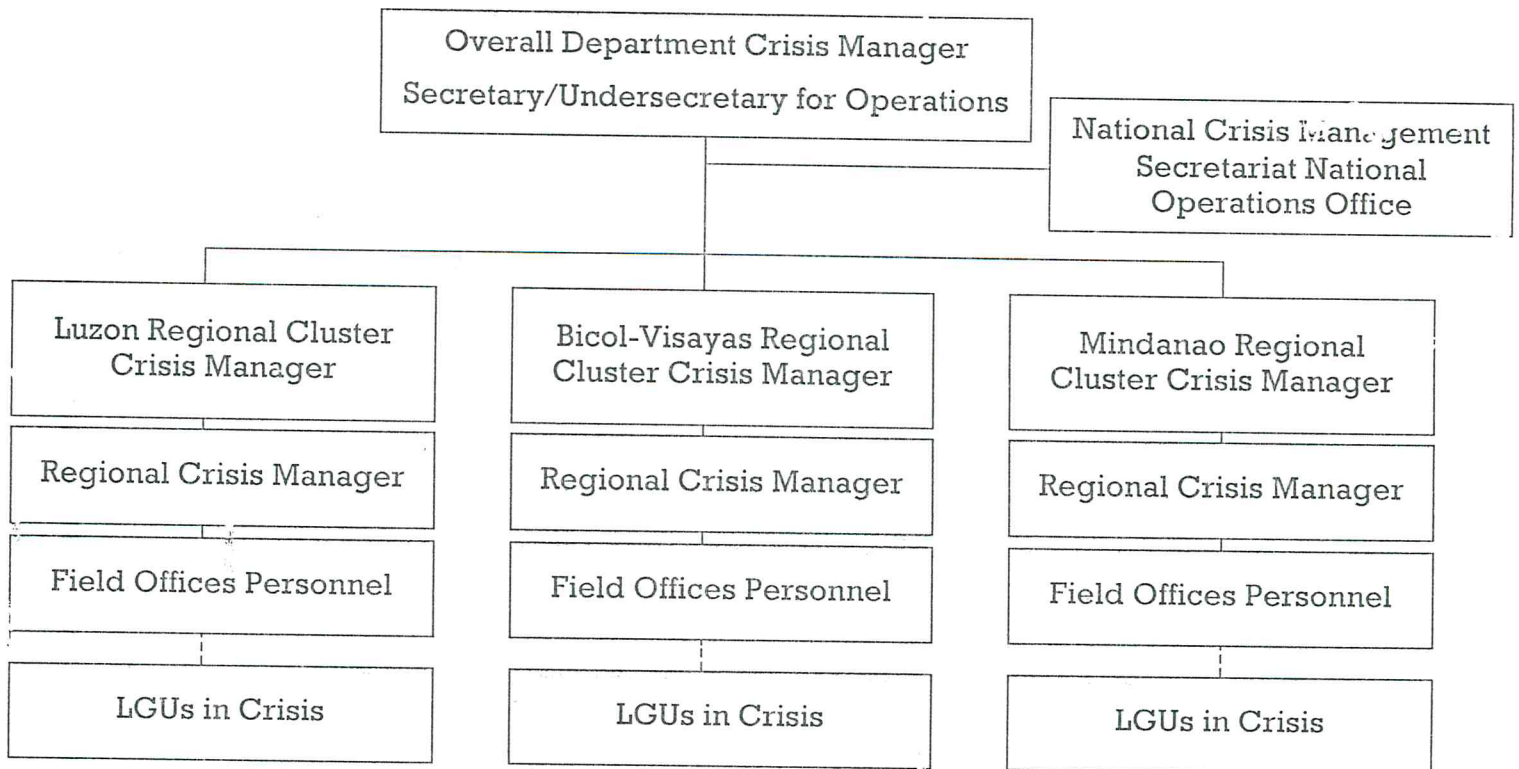 Overall Department Crisis Manager
Secretary/Undersecretary for Operations
National Crisis Management
Secretariat National
Operations Office
Luzon Regional Cluster
Crisis Manager
Bicol-Visayas Regional
Cluster Crisis Manager
Mindanao Regional
Cluster Crisis Manager
Regional Crisis Manager
Regional Crisis Manager
Regional Crisis Manager
Field Offices Personnel
Field Offices Personnel
Field Offices Personnel
LGUs in Crisis
LGUs in Crisis
LGUs in Crisis